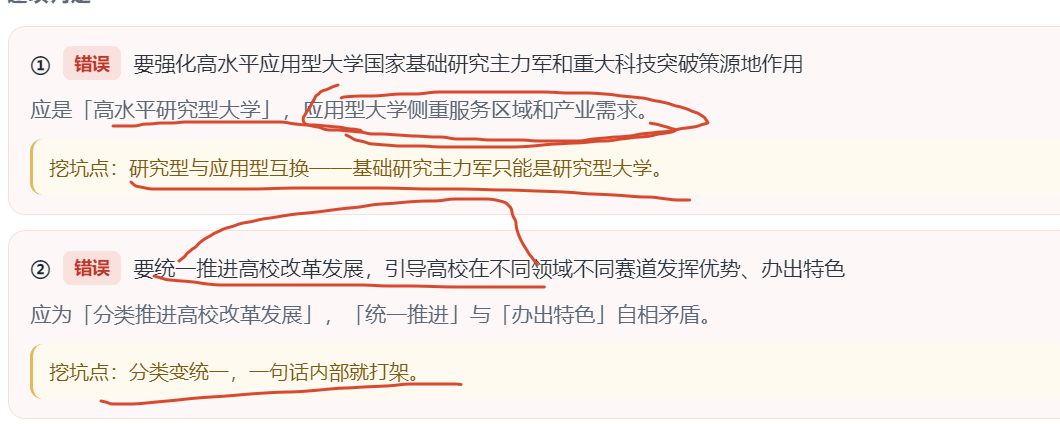 ① 错误 要强化高水平应用型大学国家基础研究主力军和重大科技突破策源地作用
应是「高水平研究型大学」，应用型大学侧重服务区域和产业需求。
挖坑点：研究型与应用型互换——基础研究主力军只能是研究型大学。
② 错误 要统一推进高校改革发展，引导高校在不同领域不同赛道发挥优势、办出特色
应为「分类推进高校改革发展」，「统一推进」与「办出特色」自相矛盾。
挖坑点：分类变统一，一句话内部就打架。